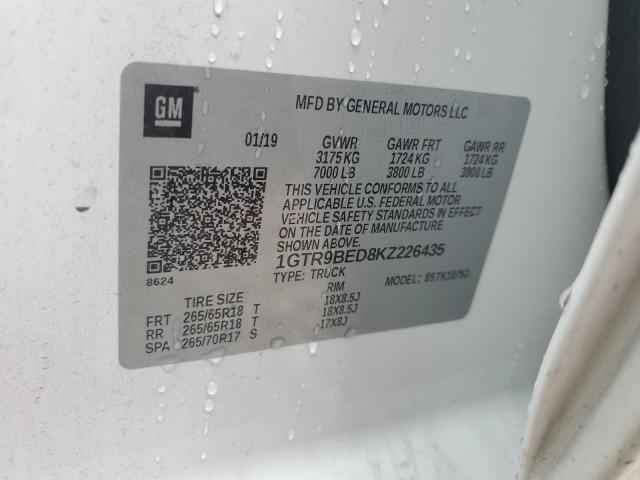 GM
MFD BY GENERAL MOTORS LLC
01/19 GVWR GAWR FRT GAWR RR
3175 KG 1724 KG 1724 KG
7000 LB 3800 LB 3800 LB
THIS VEHICLE CONFORMS TO ALL
APPLICABLE U.S. FEDERAL MOTOR
VEHICLE SAFETY STANDARDS IN EFFECT
ON THE DATE OF MANUFACTURE
SHOWN ABOVE.
1GTR9BED8KZ226435
8624
TYPE: TRUCK MODEL: 85TK10753
TIRE SIZE RIM
FRT 265/65R18 T 18X8.5J
RR 265/65R18 T 18X8.5J
SPA 265/70R17 S 17X8J